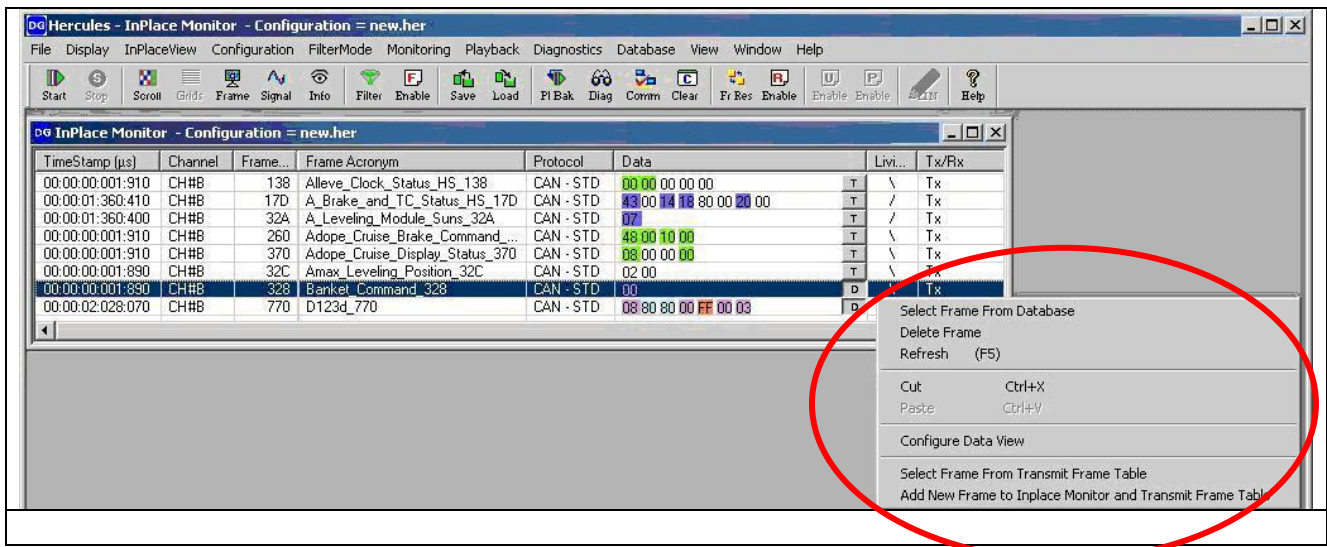 DG Hercules - InPlace Monitor - Configuration = new.her
File Display InPlaceView Configuration FilterMode Monitoring Playback Diagnostics Database View Window Help
Start Stop Scroll Grids Frame Signal Info Filter Enable Save Load Pl Bak Diag Comm Clear Fr Res Enable Enable Enable Help
DG InPlace Monitor - Configuration = new.her
TimeStamp (µs) Channel Frame... Frame Acronym Protocol Data Livi... Tx/Rx
00:00:00:001:910 CH#B 138 Alleve_Clock_Status_HS_138 CAN - STD 00 00 00 00 00 T \ Tx
00:00:01:360:410 CH#B 17D A_Brake_and_TC_Status_HS_17D CAN - STD 43 00 14 18 80 00 20 00 T / Tx
00:00:01:360:400 CH#B 32A A_Leveling_Module_Suns_32A CAN - STD 07 T / Tx
00:00:00:001:910 CH#B 260 Adope_Cruise_Brake_Command_... CAN - STD 48 00 10 00 T \ Tx
00:00:00:001:910 CH#B 370 Adope_Cruise_Display_Status_370 CAN - STD 08 00 00 00 T \ Tx
00:00:00:001:890 CH#B 32C Amax_Leveling_Position_32C CAN - STD 02 00 T \ Tx
00:00:00:001:890 CH#B 328 Banket_Command_328 CAN - STD 00 D \ Tx
00:00:02:028:070 CH#B 770 D123d_770 CAN - STD 08 80 80 00 FF 00 03 D
Select Frame From Database
Delete Frame
Refresh (F5)
Cut Ctrl+X
Paste Ctrl+V
Configure Data View
Select Frame From Transmit Frame Table
Add New Frame to Inplace Monitor and Transmit Frame Table